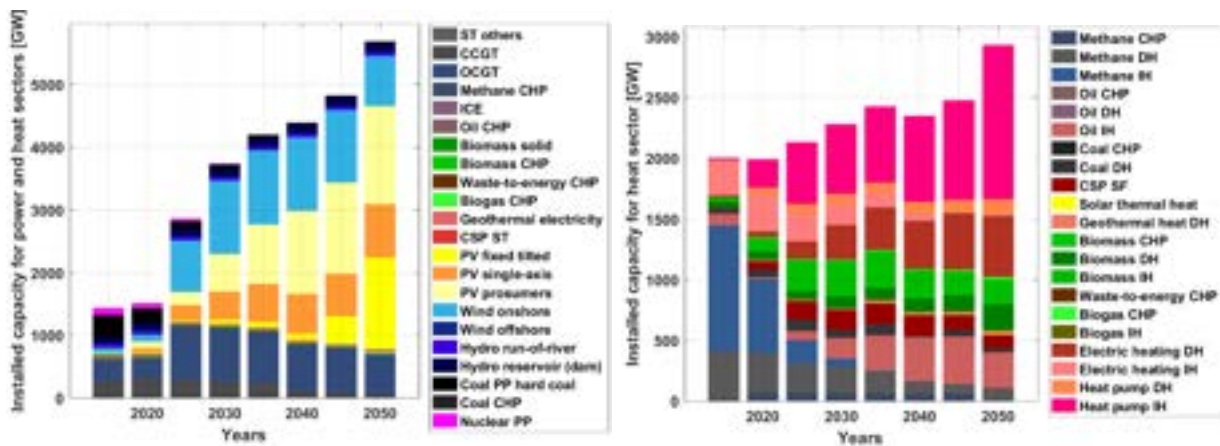 Installed capacity for power and heat sectors [GW]
5000
4000
3000
2000
1000
0
2020
2030
2040
2050
Years
ST others
CCGT
OCGT
Methane CHP
ICE
Oil CHP
Biomass solid
Biomass CHP
Waste-to-energy CHP
Biogas CHP
Geothermal electricity
CSP ST
PV fixed tilted
PV single-axis
PV prosumers
Wind onshore
Wind offshore
Hydro run-of-river
Hydro reservoir (dam)
Coal PP hard coal
Coal CHP
Nuclear PP
Installed capacity for heat sector [GW]
3000
2500
2000
1500
1000
500
0
2020
2030
2040
2050
Years
Methane CHP
Methane DH
Methane IH
Oil CHP
Oil DH
Oil IH
Coal CHP
Coal DH
CSP SF
Solar thermal heat
Geothermal heat DH
Biomass CHP
Biomass DH
Biomass IH
Waste-to-energy CHP
Biogas CHP
Biogas IH
Electric heating DH
Electric heating IH
Heat pump DH
Heat pump IH